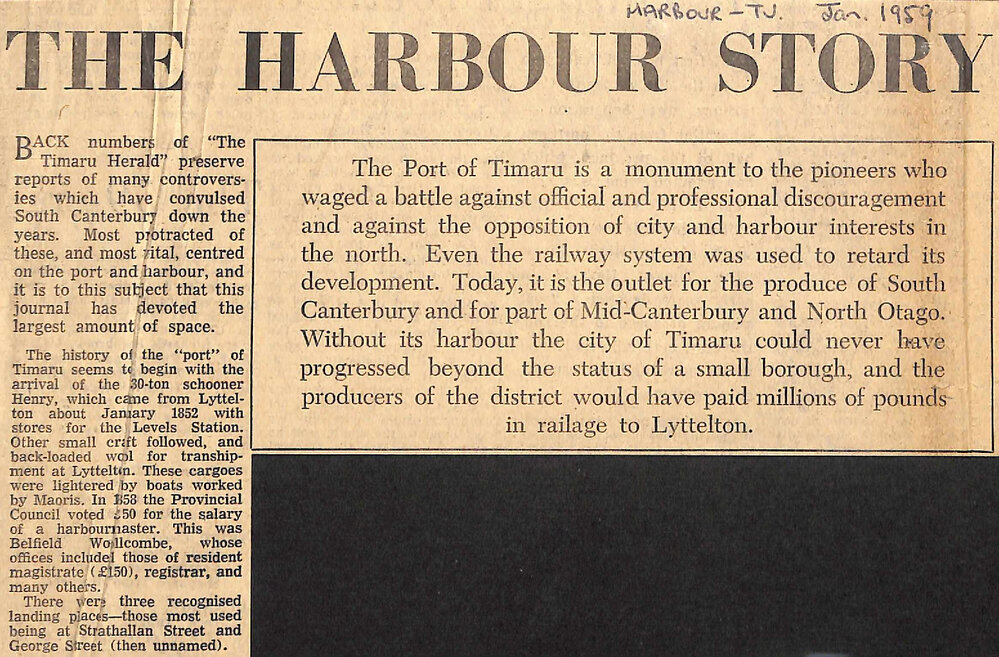 HARBOUR - TU. Jan. 1959
THE HARBOUR STORY
BACK numbers of "The
Timaru Herald" preserve
reports of many controvers-
ies which have convulsed
South Canterbury down the
years. Most protracted of
these, and most vital, centred
on the port and harbour, and
it is to this subject that this
journal has devoted the
largest amount of space.
The history of the "port" of
Timaru seems to begin with the
arrival of the 30-ton schooner
Henry, which came from Lyttel-
ton about January 1852 with
stores for the Levels Station.
Other small craft followed, and
back-loaded wool for tranship-
ment at Lyttelton. These cargoes
were lightered by boats worked
by Maoris. In 1858 the Provincial
Council voted £50 for the salary
of a harbourmaster. This was
Belfield Wollcombe, whose
offices included those of resident
magistrate (£150), registrar, and
many others.
There were three recognised
landing places—those most used
being at Strathallan Street and
George Street (then unnamed).
The Port of Timaru is a monument to the pioneers who
waged a battle against official and professional discouragement
and against the opposition of city and harbour interests in
the north. Even the railway system was used to retard its
development. Today, it is the outlet for the produce of South
Canterbury and for part of Mid-Canterbury and North Otago.
Without its harbour the city of Timaru could never have
progressed beyond the status of a small borough, and the
producers of the district would have paid millions of pounds
in railage to Lyttelton.